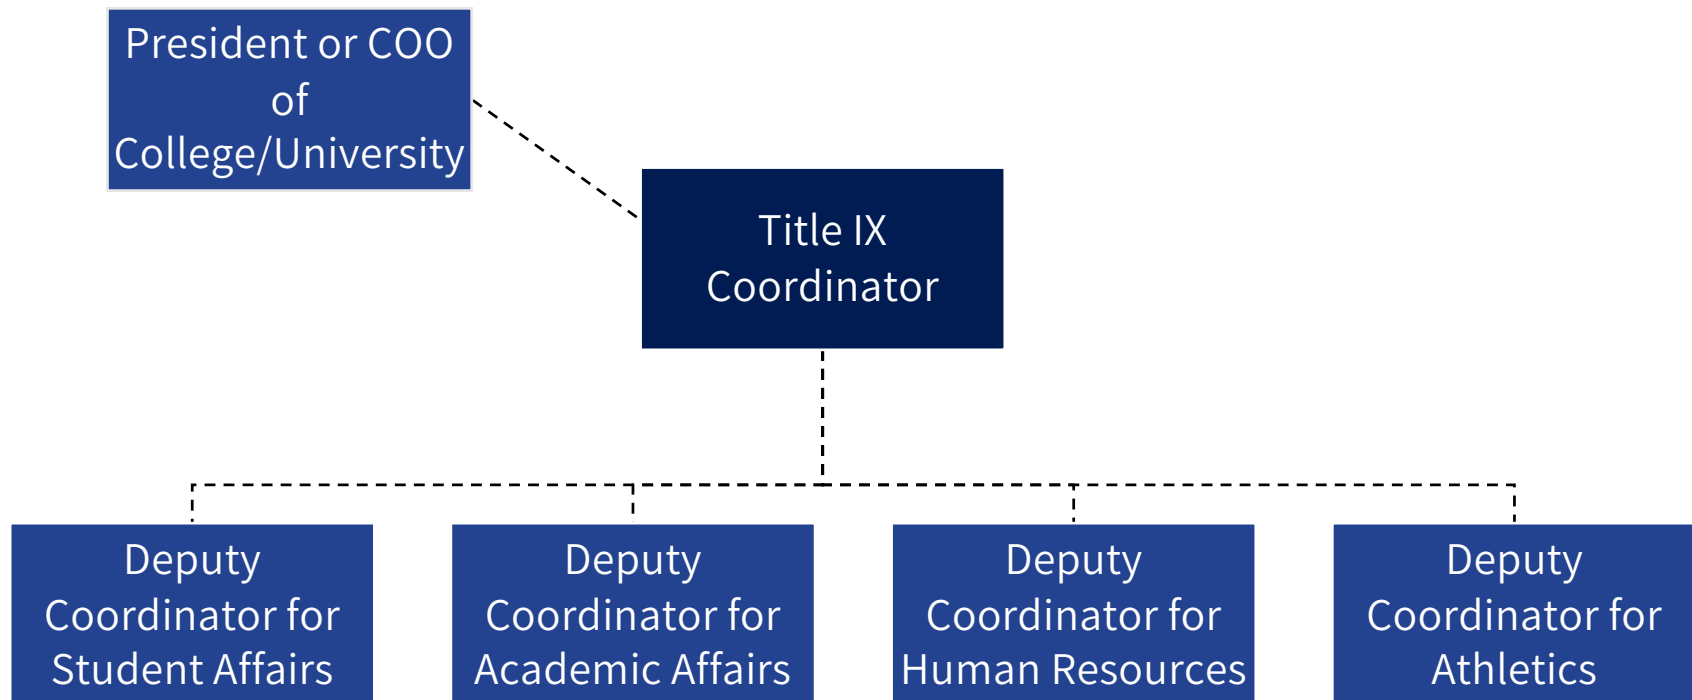 President or COO
of
College/University
Title IX
Coordinator
Deputy
Coordinator for
Student Affairs
Deputy
Coordinator for
Academic Affairs
Deputy
Coordinator for
Human Resources
Deputy
Coordinator for
Athletics